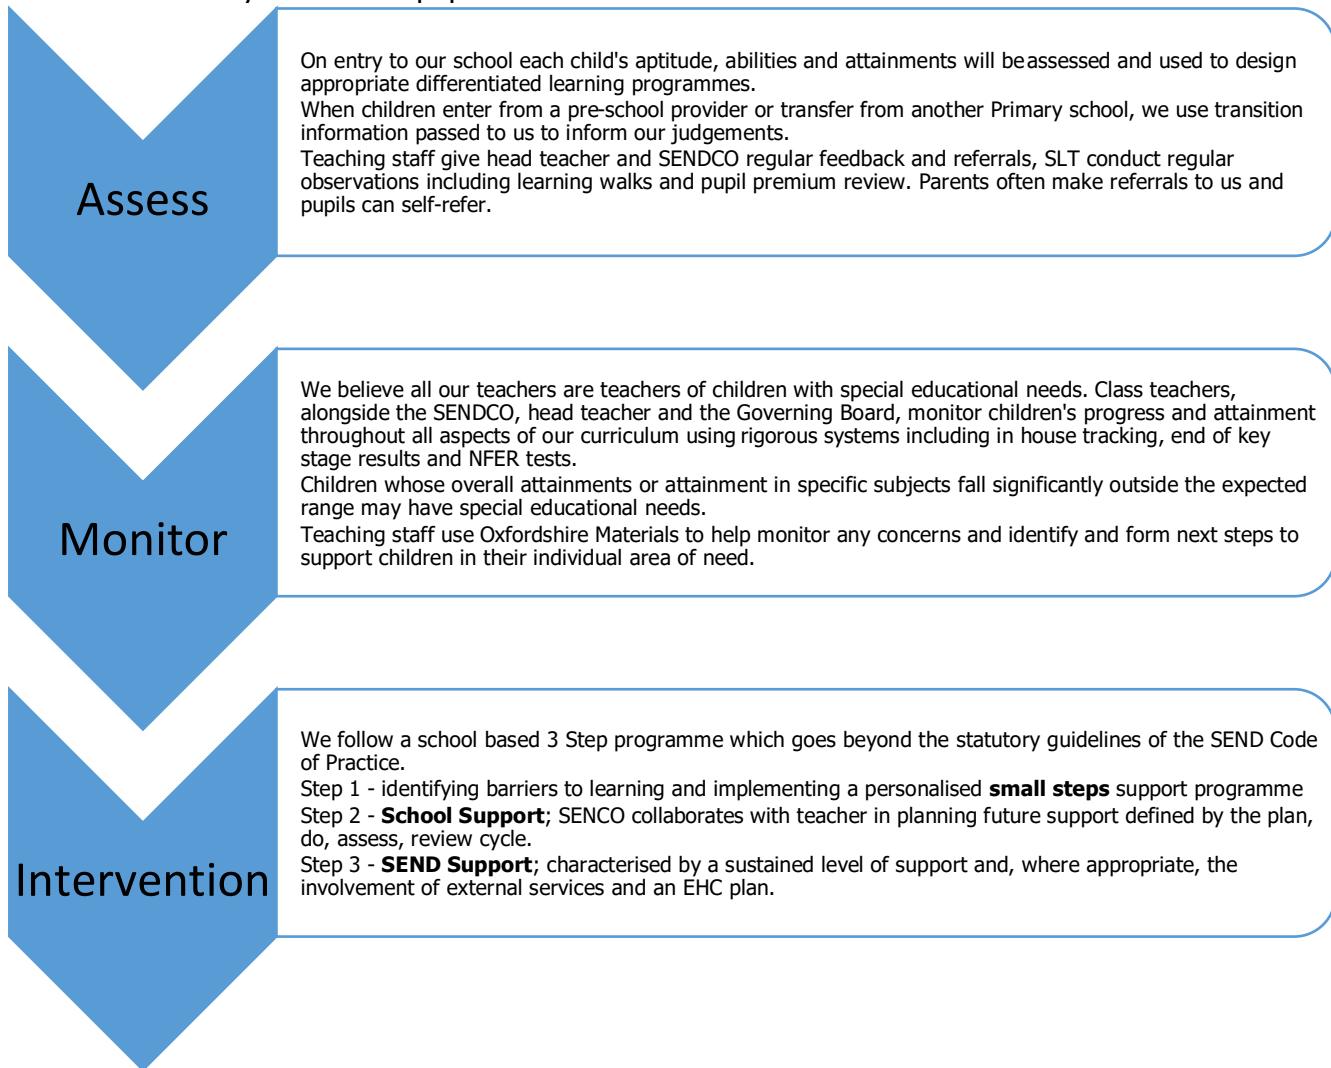 Assess
On entry to our school each child's aptitude, abilities and attainments will be assessed and used to design
appropriate differentiated learning programmes.
When children enter from a pre-school provider or transfer from another Primary school, we use transition
information passed to us to inform our judgements.
Teaching staff give head teacher and SENDCO regular feedback and referrals, SLT conduct regular
observations including learning walks and pupil premium review. Parents often make referrals to us and
pupils can self-refer.
Monitor
We believe all our teachers are teachers of children with special educational needs. Class teachers,
alongside the SENDCO, head teacher and the Governing Board, monitor children's progress and attainment
throughout all aspects of our curriculum using rigorous systems including in house tracking, end of key
stage results and NFER tests.
Children whose overall attainments or attainment in specific subjects fall significantly outside the expected
range may have special educational needs.
Teaching staff use Oxfordshire Materials to help monitor any concerns and identify and form next steps to
support children in their individual area of need.
Intervention
We follow a school based 3 Step programme which goes beyond the statutory guidelines of the SEND Code
of Practice.
Step 1 - identifying barriers to learning and implementing a personalised small steps support programme
Step 2 - School Support; SENCO collaborates with teacher in planning future support defined by the plan,
do, assess, review cycle.
Step 3 - SEND Support; characterised by a sustained level of support and, where appropriate, the
involvement of external services and an EHC plan.